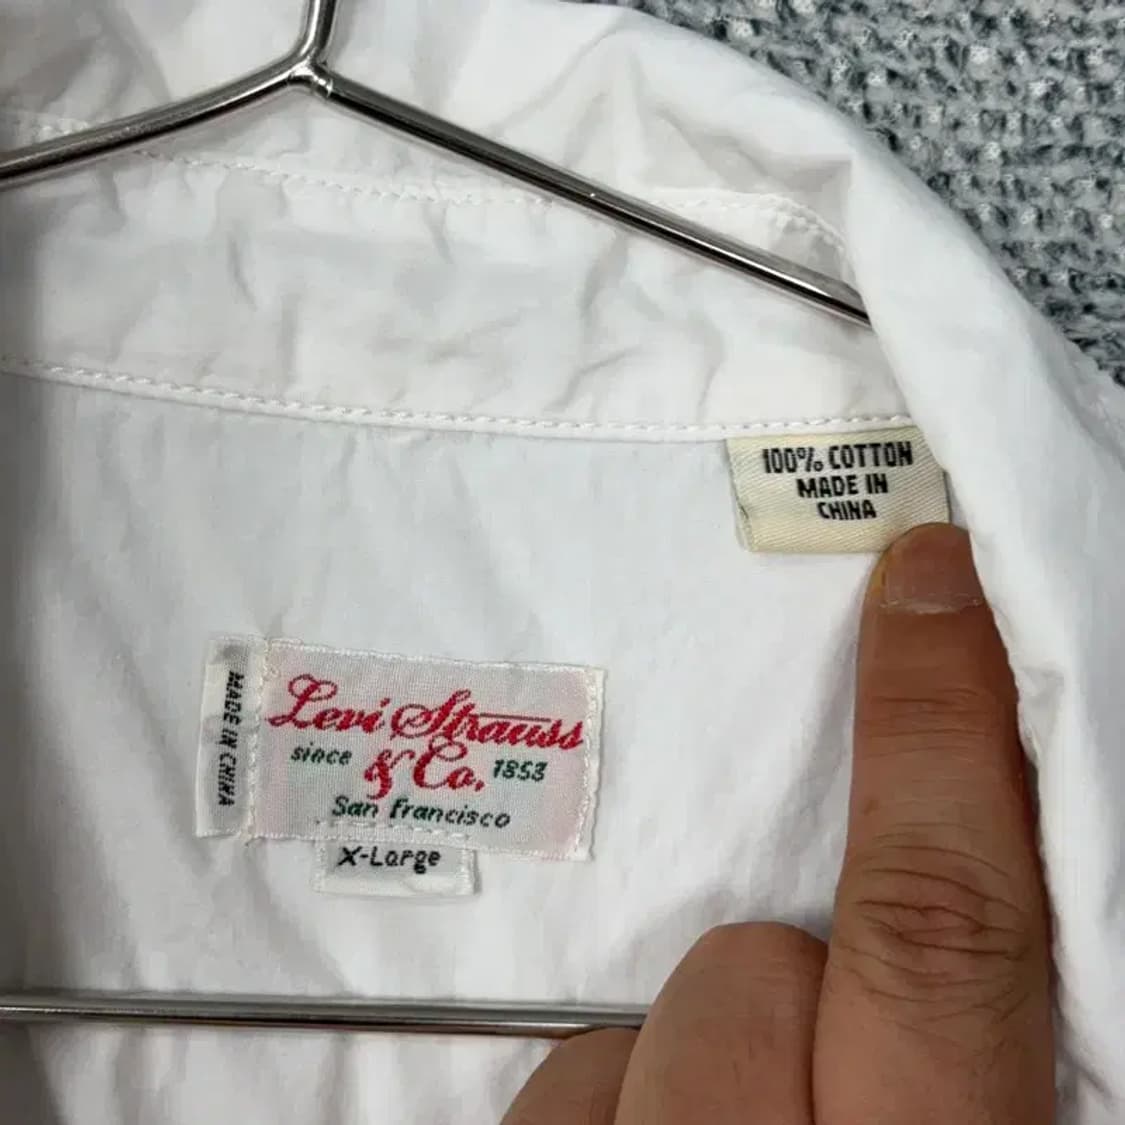 100% COTTON
MADE IN
CHINA
MADE IN CHINA
Levi Strauss
since & Co. 1853
San Francisco
X-Large